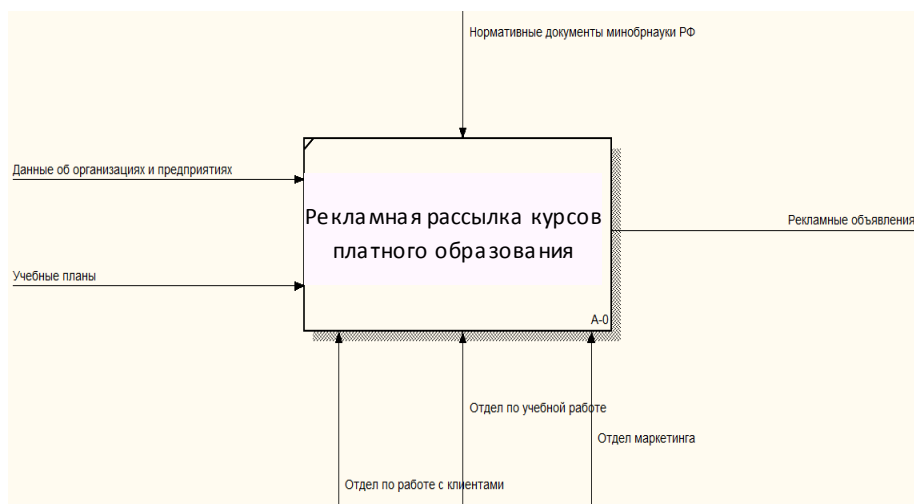 Нормативные документы минобрнауки РФ
Данные об организациях и предприятиях
Рекламная рассылка курсов
платного образования
Рекламные объявления
Учебные планы
А-0
Отдел по учебной работе
Отдел маркетинга
Отдел по работе с клиентами